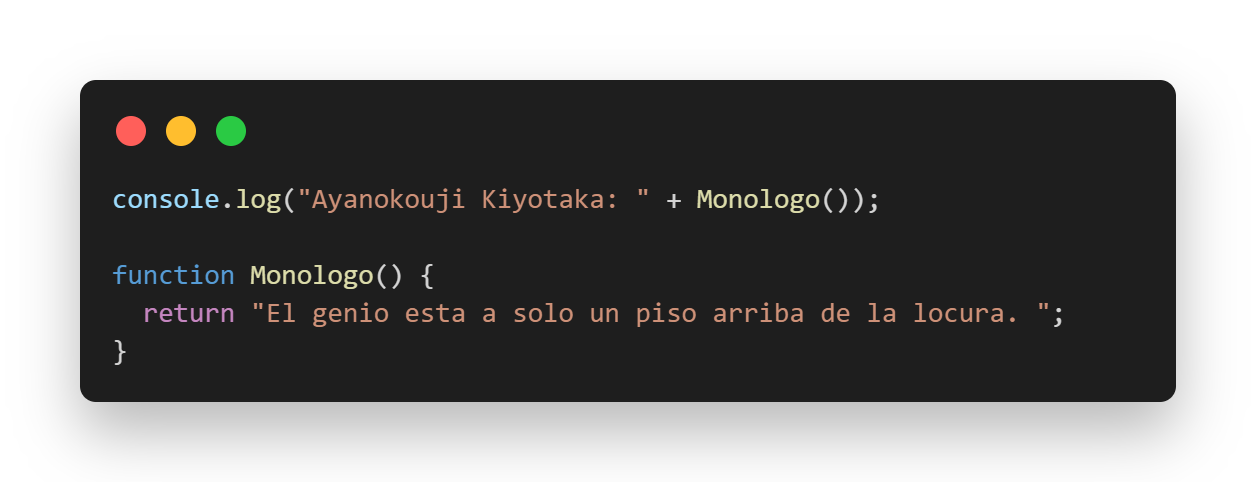 console.log("Ayanokouji Kiyotaka: " + Monologo());
function Monologo() {
return "El genio esta a solo un piso arriba de la locura. ";
}